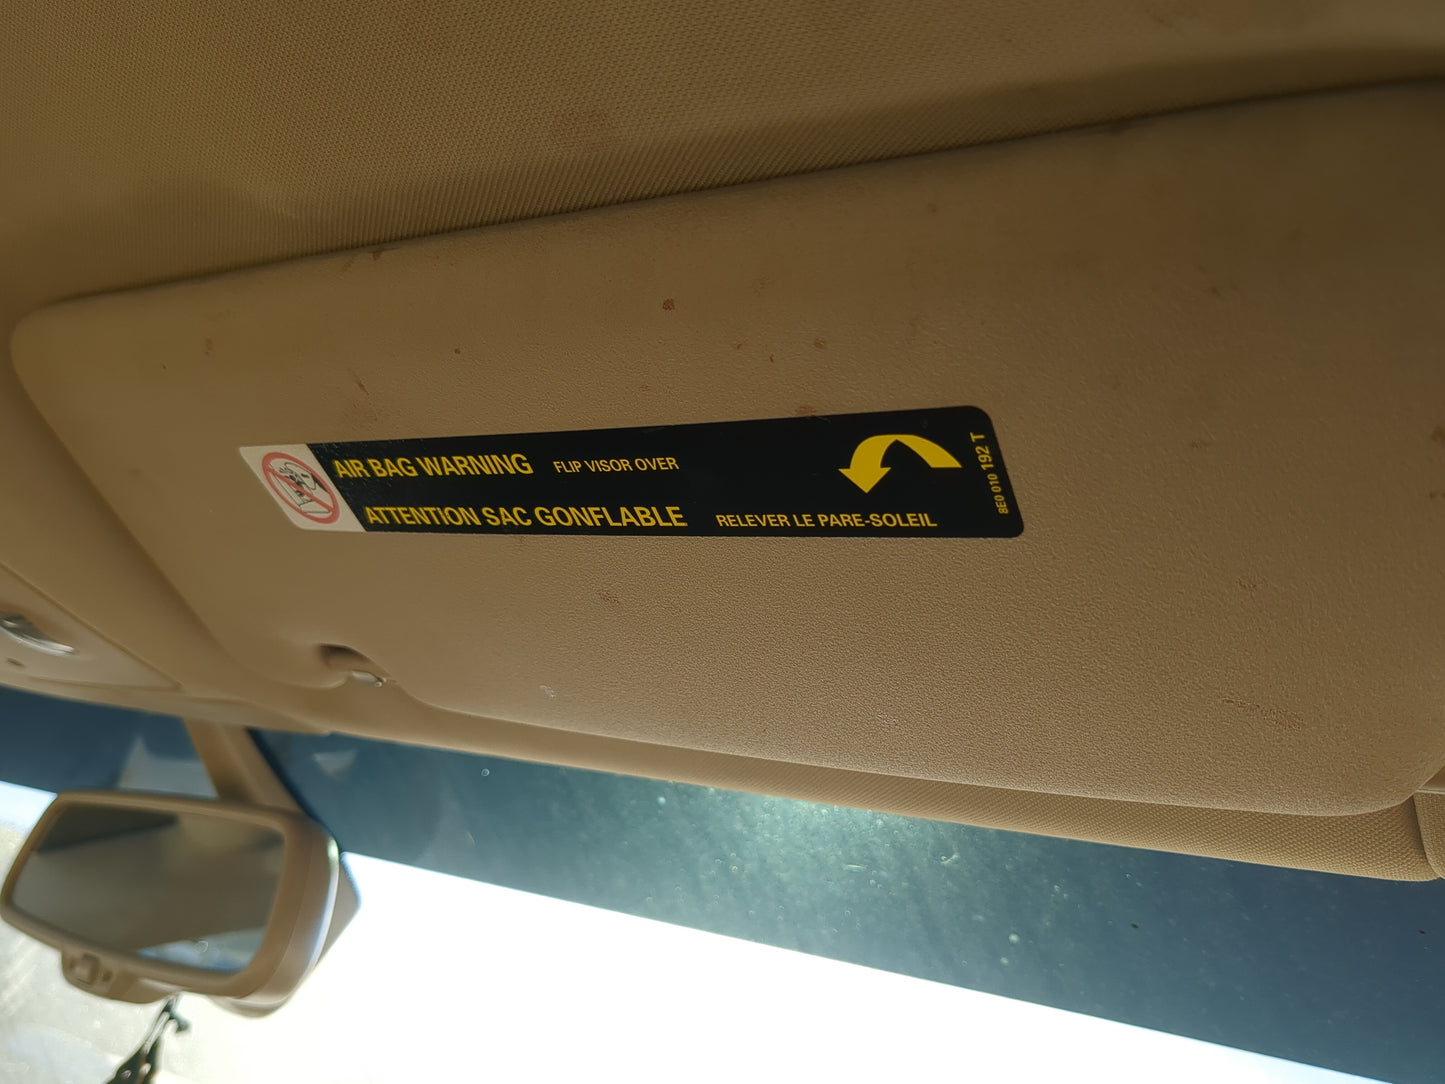 AIR BAG WARNING FLIP VISOR OVER
ATTENTION SAC GONFLABLE RELEVER LE PARE-SOLEIL
8E0 010 192 T